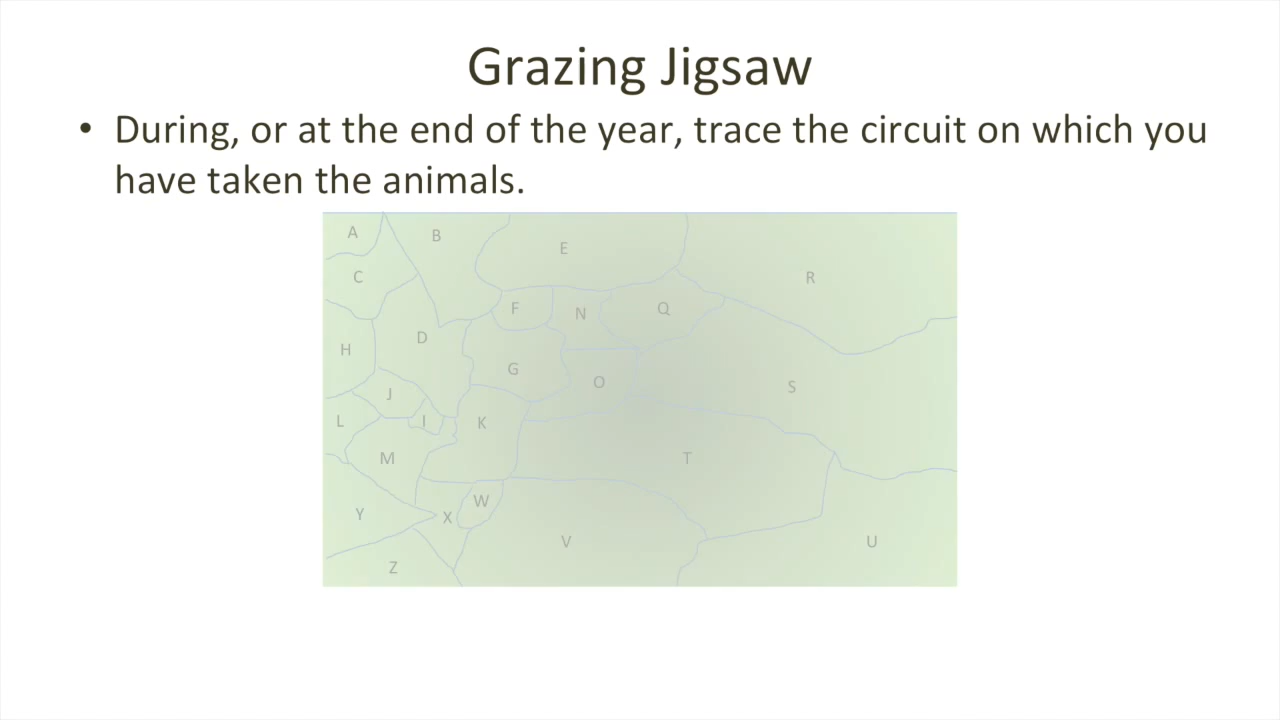 Grazing Jigsaw
• During, or at the end of the year, trace the circuit on which you
have taken the animals.
A
B
E
C
R
F
N
Q
D
H
G
O
S
J
L
I
K
M
T
W
Y
X
V
U
Z